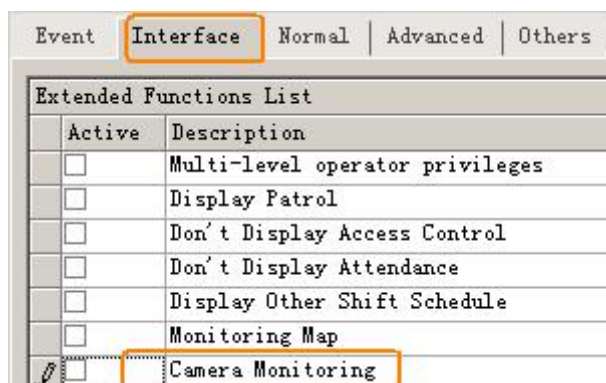 Event Interface Normal Advanced Others
Extended Functions List
Active Description
Multi-level operator privileges
Display Patrol
Don't Display Access Control
Don't Display Attendance
Display Other Shift Schedule
Monitoring Map
Camera Monitoring